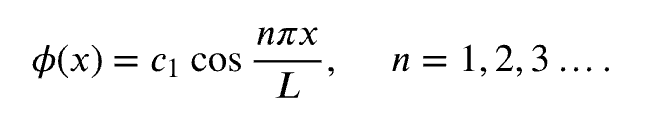 ϕ(x) = c₁ cos nπx/L, n = 1, 2, 3 … .